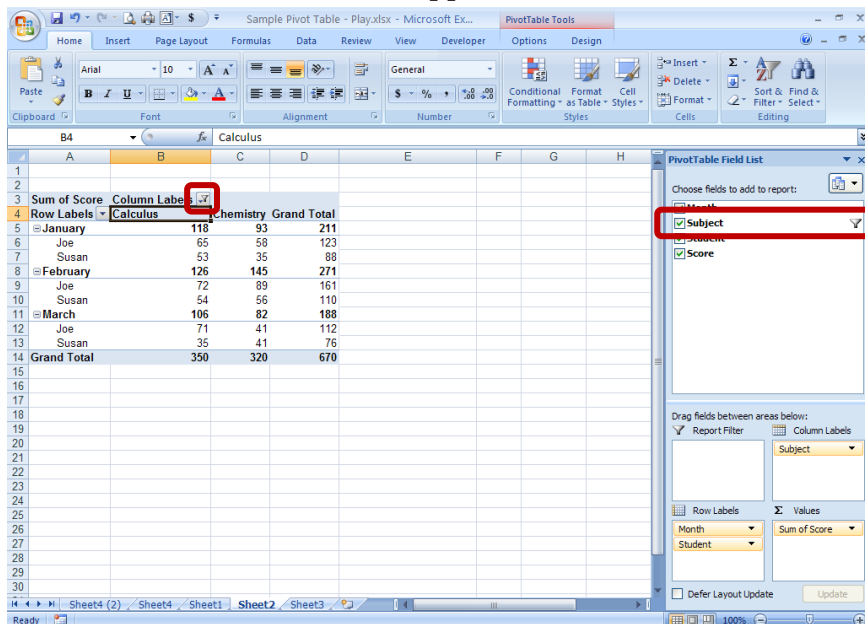 Sample Pivot Table - Play.xlsx - Microsoft Ex... PivotTable Tools
Home Insert Page Layout Formulas Data Review View Developer Options Design
Paste Arial 10 A A General Conditional Formatting Format as Table Cell Styles Insert Delete Format Σ Sort & Filter Find & Select
B I U A $ % , .0 .00 .00 .0
Clipboard Font Alignment Number Styles Cells Editing
B4 fx Calculus
A B C D E F G H
PivotTable Field List
1
2
Choose fields to add to report:
3 Sum of Score Column Labels
Month
4 Row Labels Calculus Chemistry Grand Total
Subject
5 January 118 93 211
Student
6 Joe 65 58 123
Score
7 Susan 53 35 88
8 February 126 145 271
9 Joe 72 89 161
10 Susan 54 56 110
11 March 106 82 188
12 Joe 71 41 112
13 Susan 35 41 76
14 Grand Total 350 320 670
15
16
17
18
Drag fields between areas below:
19
Report Filter Column Labels
20
Subject
21
22
23
24
25
Row Labels Σ Values
26
Month Sum of Score
27
Student
28
29
30
Defer Layout Update Update
Sheet4 (2) Sheet4 Sheet1 Sheet2 Sheet3
Ready 100%